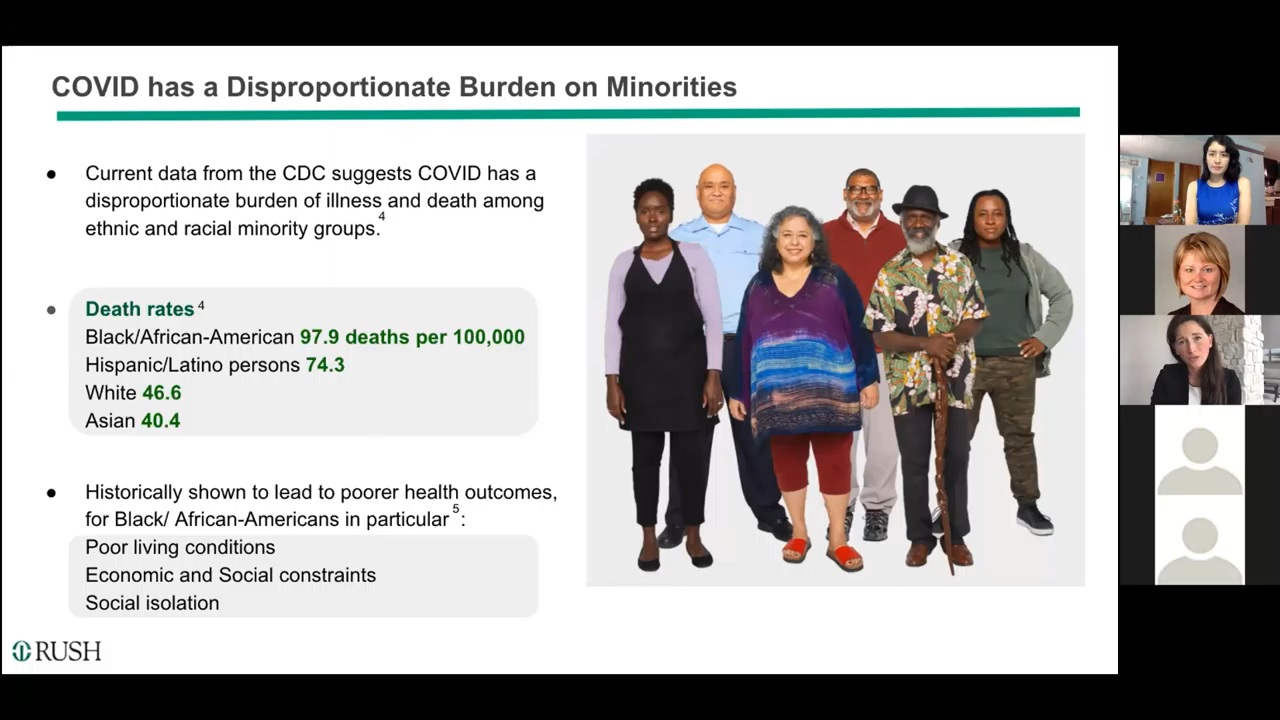 COVID has a Disproportionate Burden on Minorities
● Current data from the CDC suggests COVID has a
disproportionate burden of illness and death among
ethnic and racial minority groups.4
● Death rates 4
Black/African-American 97.9 deaths per 100,000
Hispanic/Latino persons 74.3
White 46.6
Asian 40.4
● Historically shown to lead to poorer health outcomes,
for Black/ African-Americans in particular 5:
Poor living conditions
Economic and Social constraints
Social isolation
RUSH